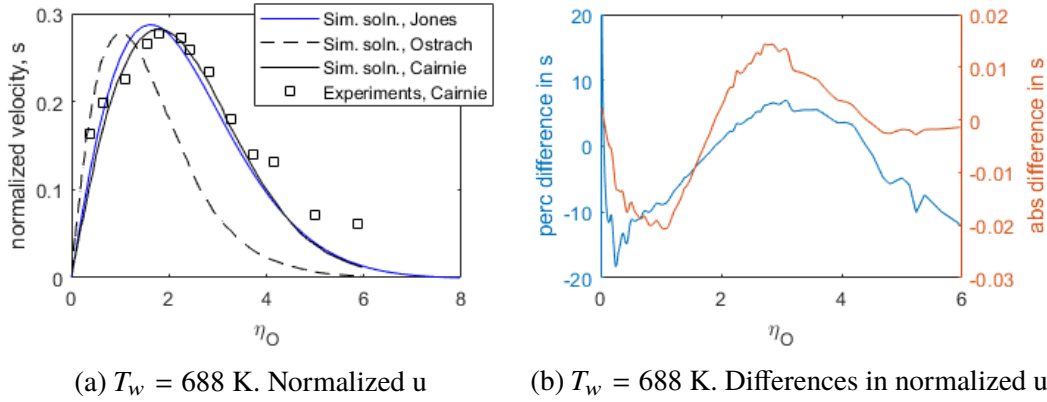 0.3
0.2
0.1
0
0
2
4
6
8
normalized velocity, s
η_O
Sim. soln., Jones
Sim. soln., Ostrach
Sim. soln., Cairnie
Experiments, Cairnie
20
10
0
-10
-20
perc difference in s
0
2
4
6
η_O
0.02
0.01
0
-0.01
-0.02
-0.03
abs difference in s
(a) T_w = 688 K. Normalized u
(b) T_w = 688 K. Differences in normalized u